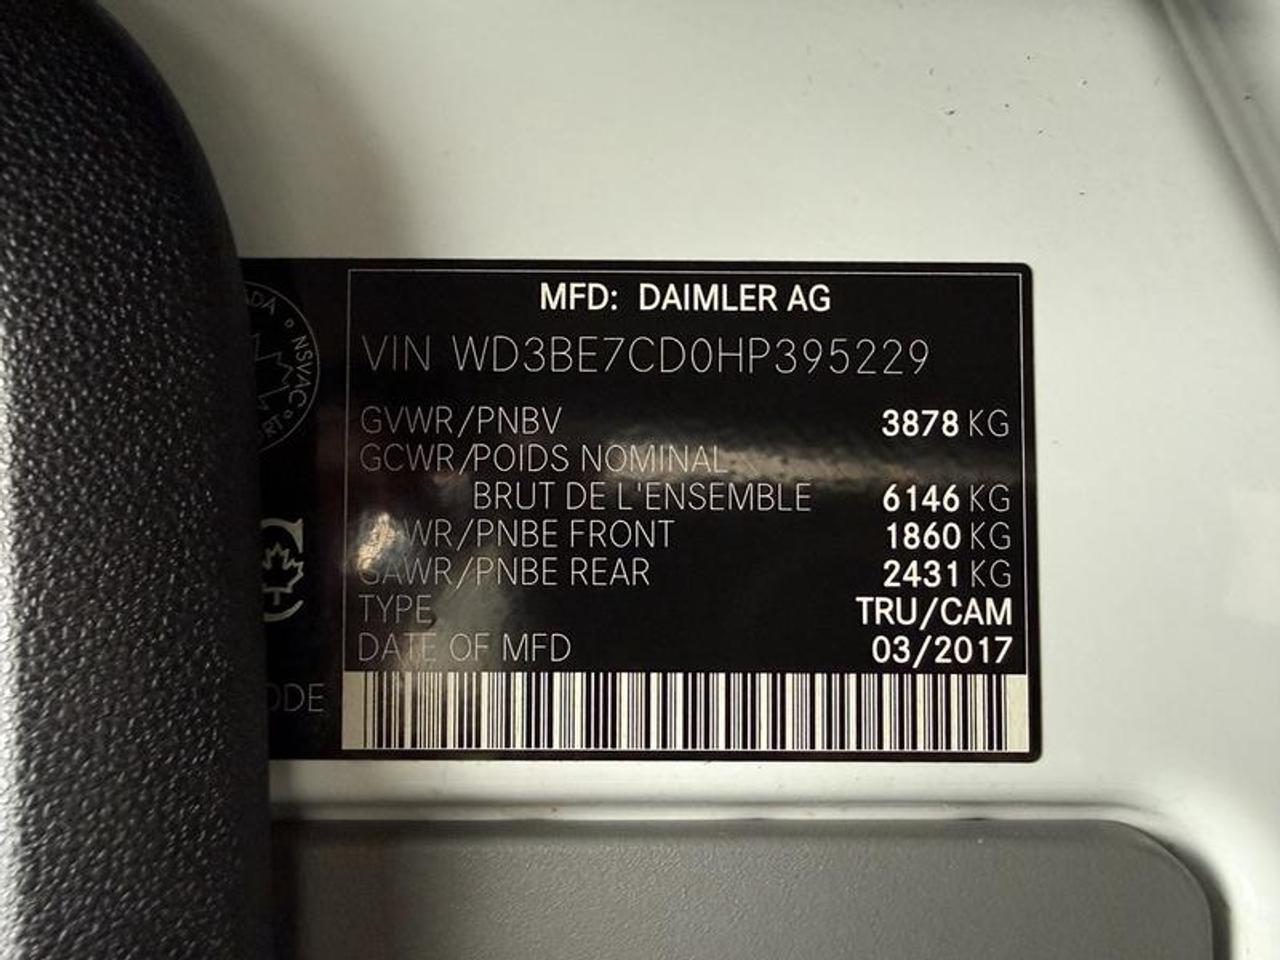 MFD: DAIMLER AG
VIN WD3BE7CD0HP395229
GVWR/PNBV 3878 KG
GCWR/POIDS NOMINAL
BRUT DE L'ENSEMBLE 6146 KG
WR/PNBE FRONT 1860 KG
GAWR/PNBE REAR 2431 KG
TYPE TRU/CAM
DATE OF MFD 03/2017
NSVAC